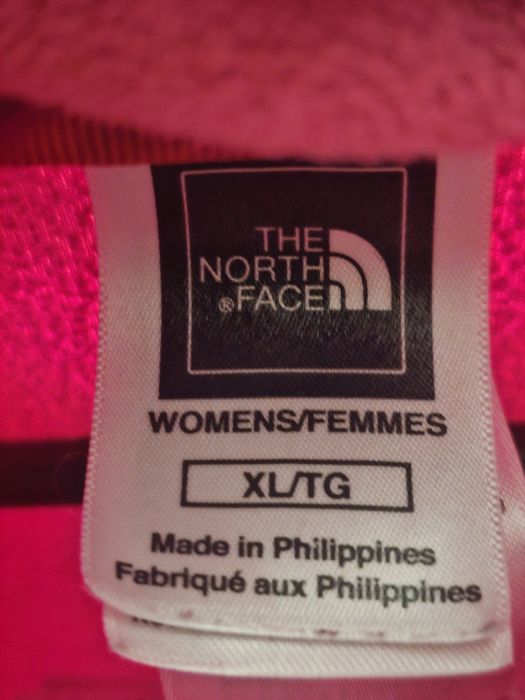 THE
NORTH
®FACE
WOMENS/FEMMES
XL/TG
Made in Philippines
Fabriqué aux Philippines